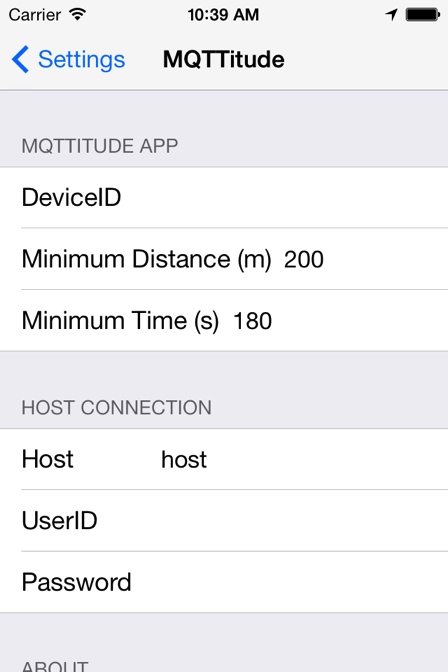 Carrier 10:39 AM
Settings MQTTitude
MQTTITUDE APP
DeviceID
Minimum Distance (m) 200
Minimum Time (s) 180
HOST CONNECTION
Host host
UserID
Password
ABOUT